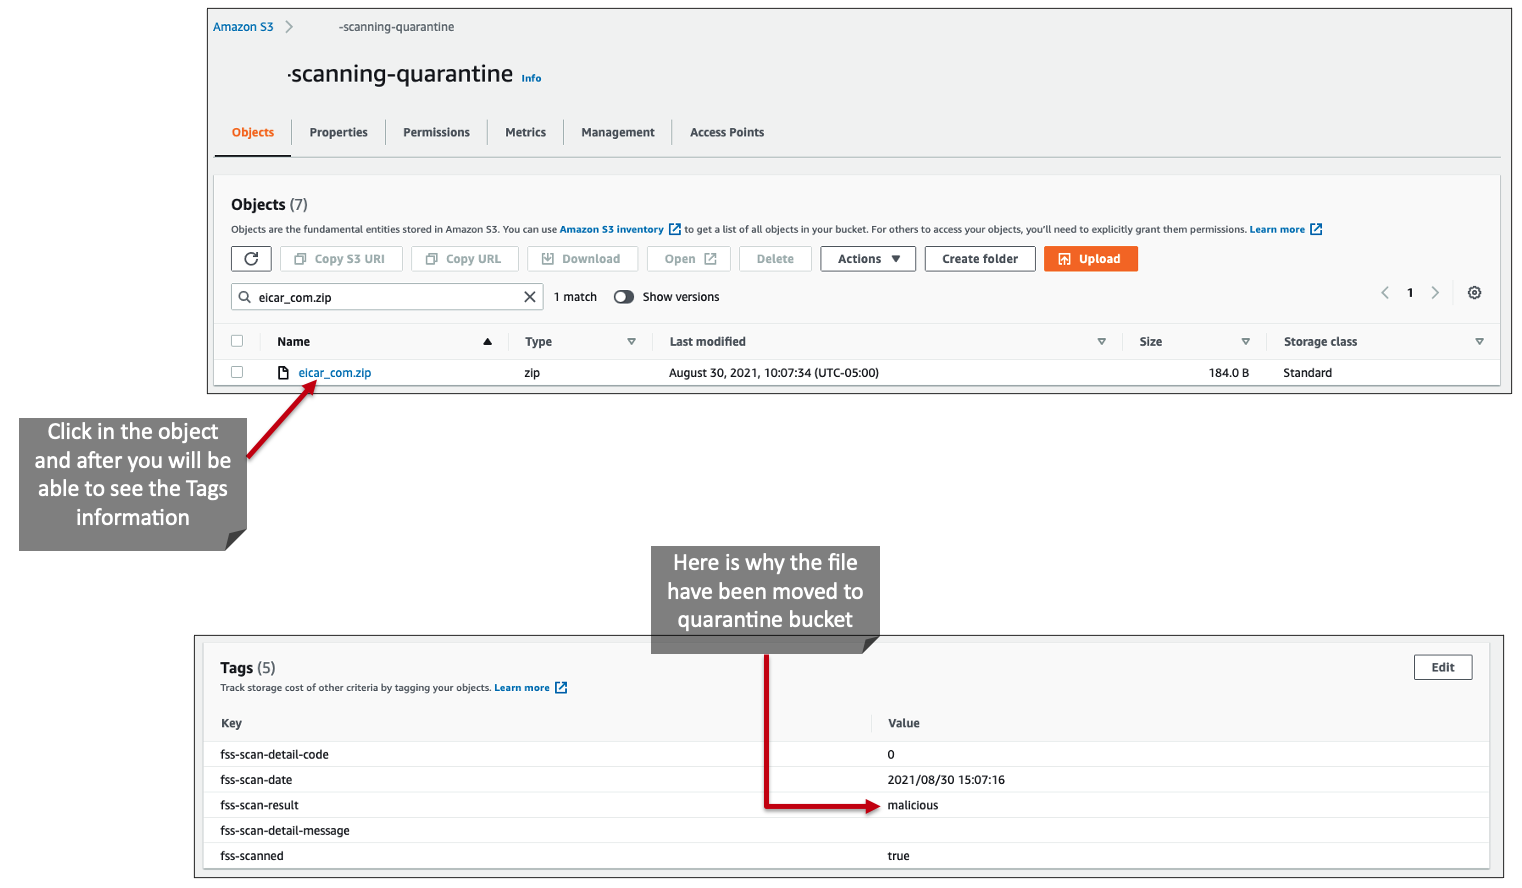 Amazon S3 > -scanning-quarantine
-scanning-quarantine Info
Objects Properties Permissions Metrics Management Access Points
Objects (7)
Objects are the fundamental entities stored in Amazon S3. You can use Amazon S3 inventory to get a list of all objects in your bucket. For others to access your objects, you'll need to explicitly grant them permissions. Learn more
Copy S3 URI Copy URL Download Open Delete Actions ▼ Create folder Upload
eicar_com.zip 1 match Show versions < 1 >
Name Type Last modified Size Storage class
eicar_com.zip zip August 30, 2021, 10:07:34 (UTC-05:00) 184.0 B Standard
Click in the object
and after you will be
able to see the Tags
information
Here is why the file
have been moved to
quarantine bucket
Tags (5) Edit
Track storage cost of other criteria by tagging your objects. Learn more
Key Value
fss-scan-detail-code 0
fss-scan-date 2021/08/30 15:07:16
fss-scan-result malicious
fss-scan-detail-message
fss-scanned true